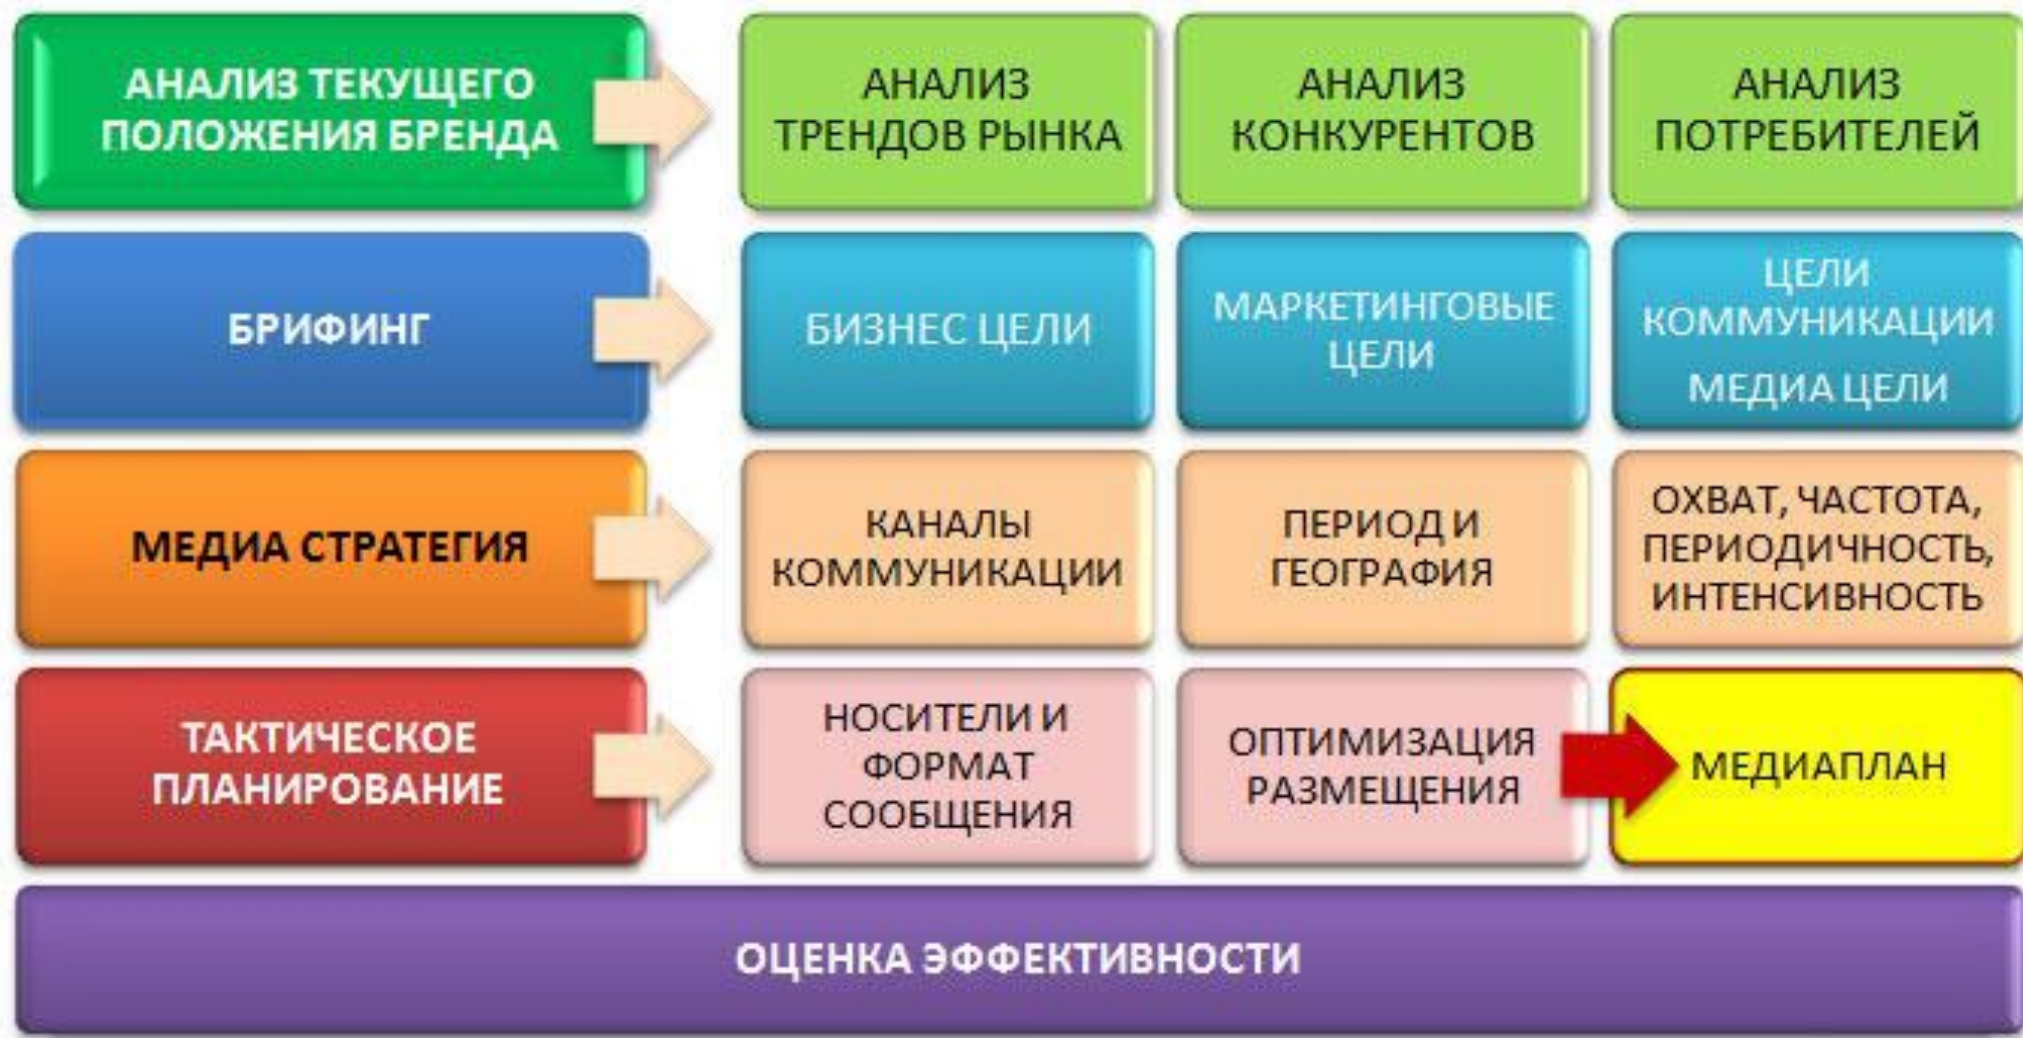 АНАЛИЗ ТЕКУЩЕГО
ПОЛОЖЕНИЯ БРЕНДА
АНАЛИЗ
ТРЕНДОВ РЫНКА
АНАЛИЗ
КОНКУРЕНТОВ
АНАЛИЗ
ПОТРЕБИТЕЛЕЙ
БРИФИНГ
БИЗНЕС ЦЕЛИ
МАРКЕТИНГОВЫЕ
ЦЕЛИ
ЦЕЛИ
КОММУНИКАЦИИ
МЕДИА ЦЕЛИ
МЕДИА СТРАТЕГИЯ
КАНАЛЫ
КОММУНИКАЦИИ
ПЕРИОД И
ГЕОГРАФИЯ
ОХВАТ, ЧАСТОТА,
ПЕРИОДИЧНОСТЬ,
ИНТЕНСИВНОСТЬ
ТАКТИЧЕСКОЕ
ПЛАНИРОВАНИЕ
НОСИТЕЛИ И
ФОРМАТ
СООБЩЕНИЯ
ОПТИМИЗАЦИЯ
РАЗМЕЩЕНИЯ
МЕДИАПЛАН
ОЦЕНКА ЭФФЕКТИВНОСТИ